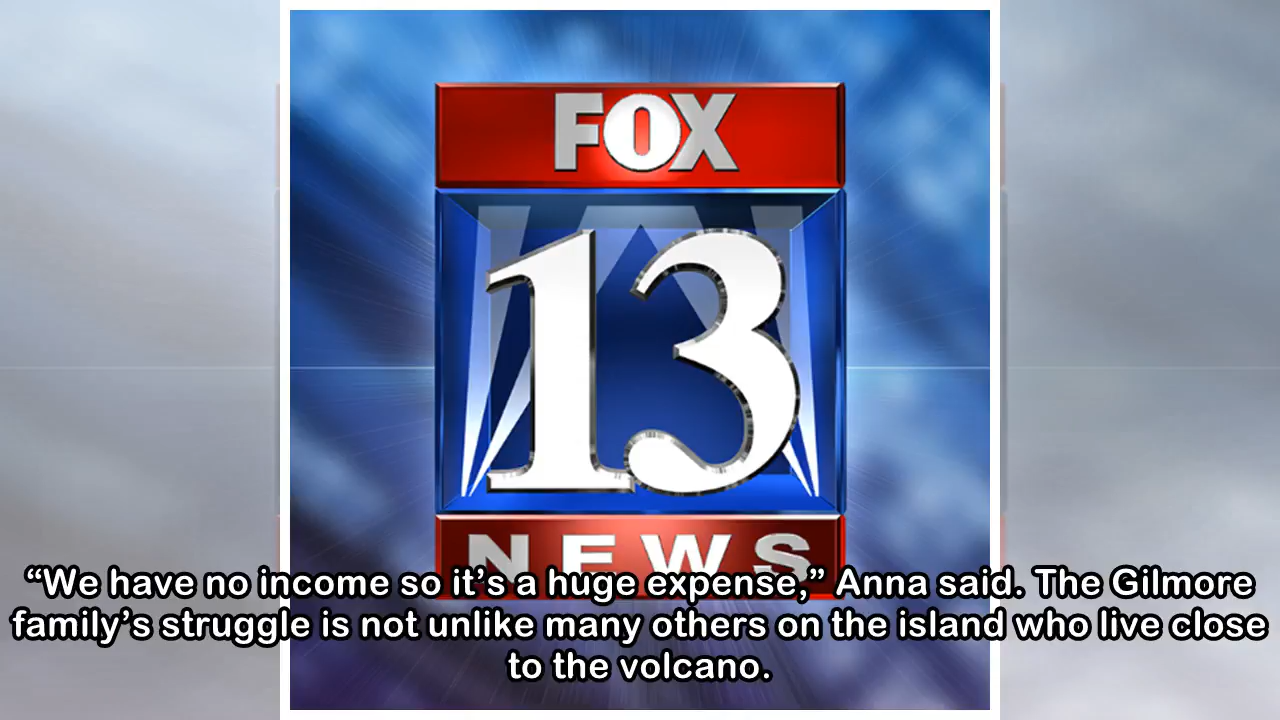 FOX
13
NEWS
“We have no income so it’s a huge expense,” Anna said. The Gilmore
family’s struggle is not unlike many others on the island who live close
to the volcano.